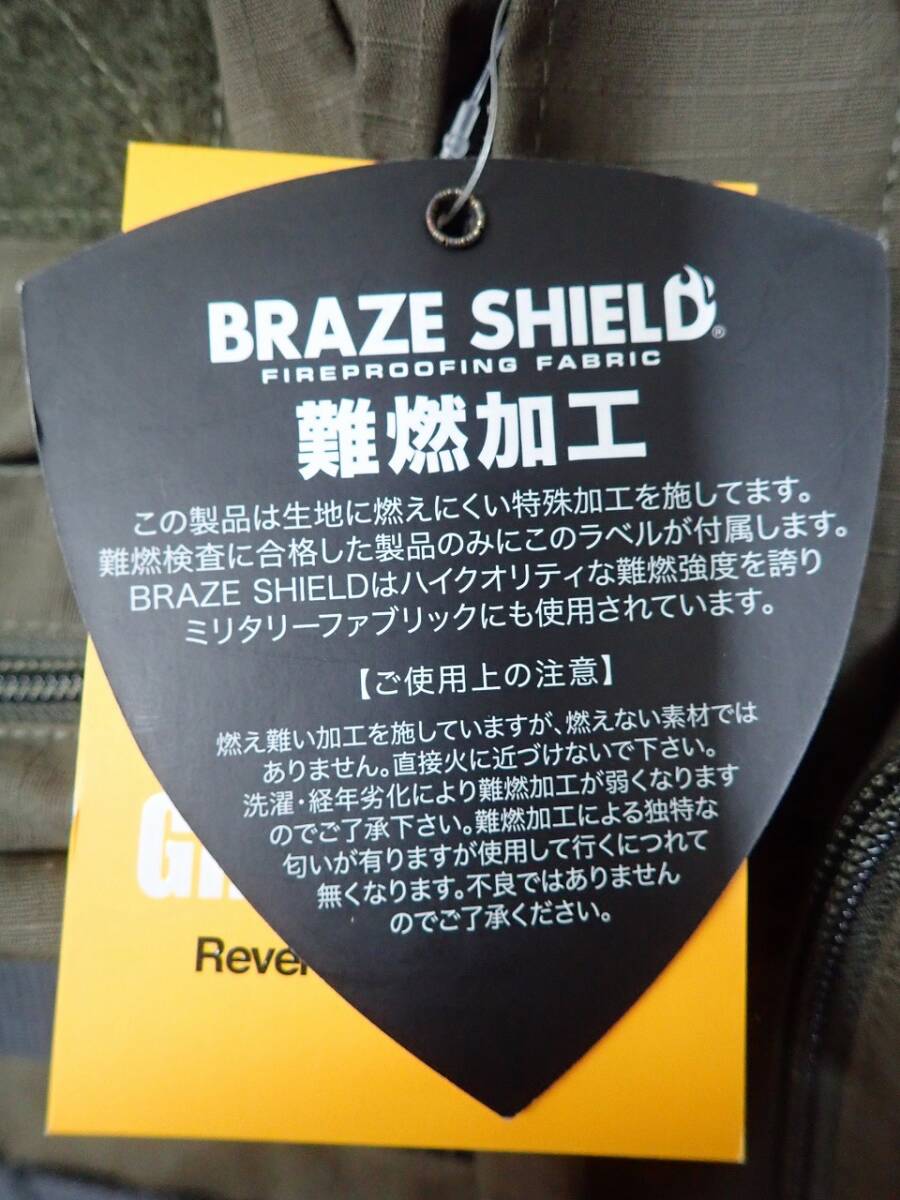 BRAZE SHIELD®
FIREPROOFING FABRIC
難燃加工
この製品は生地に燃えにくい特殊加工を施してます。
難燃検査に合格した製品のみにこのラベルが付属します。
BRAZE SHIELDはハイクオリティな難燃強度を誇り
ミリタリーファブリックにも使用されています。
【ご使用上の注意】
燃え難い加工を施していますが、燃えない素材では
ありません。直接火に近づけないで下さい。
洗濯・経年劣化により難燃加工が弱くなります
のでご了承下さい。難燃加工による独特な
匂いが有りますが使用して行くにつれて
無くなります。不良ではありません
のでご了承ください。